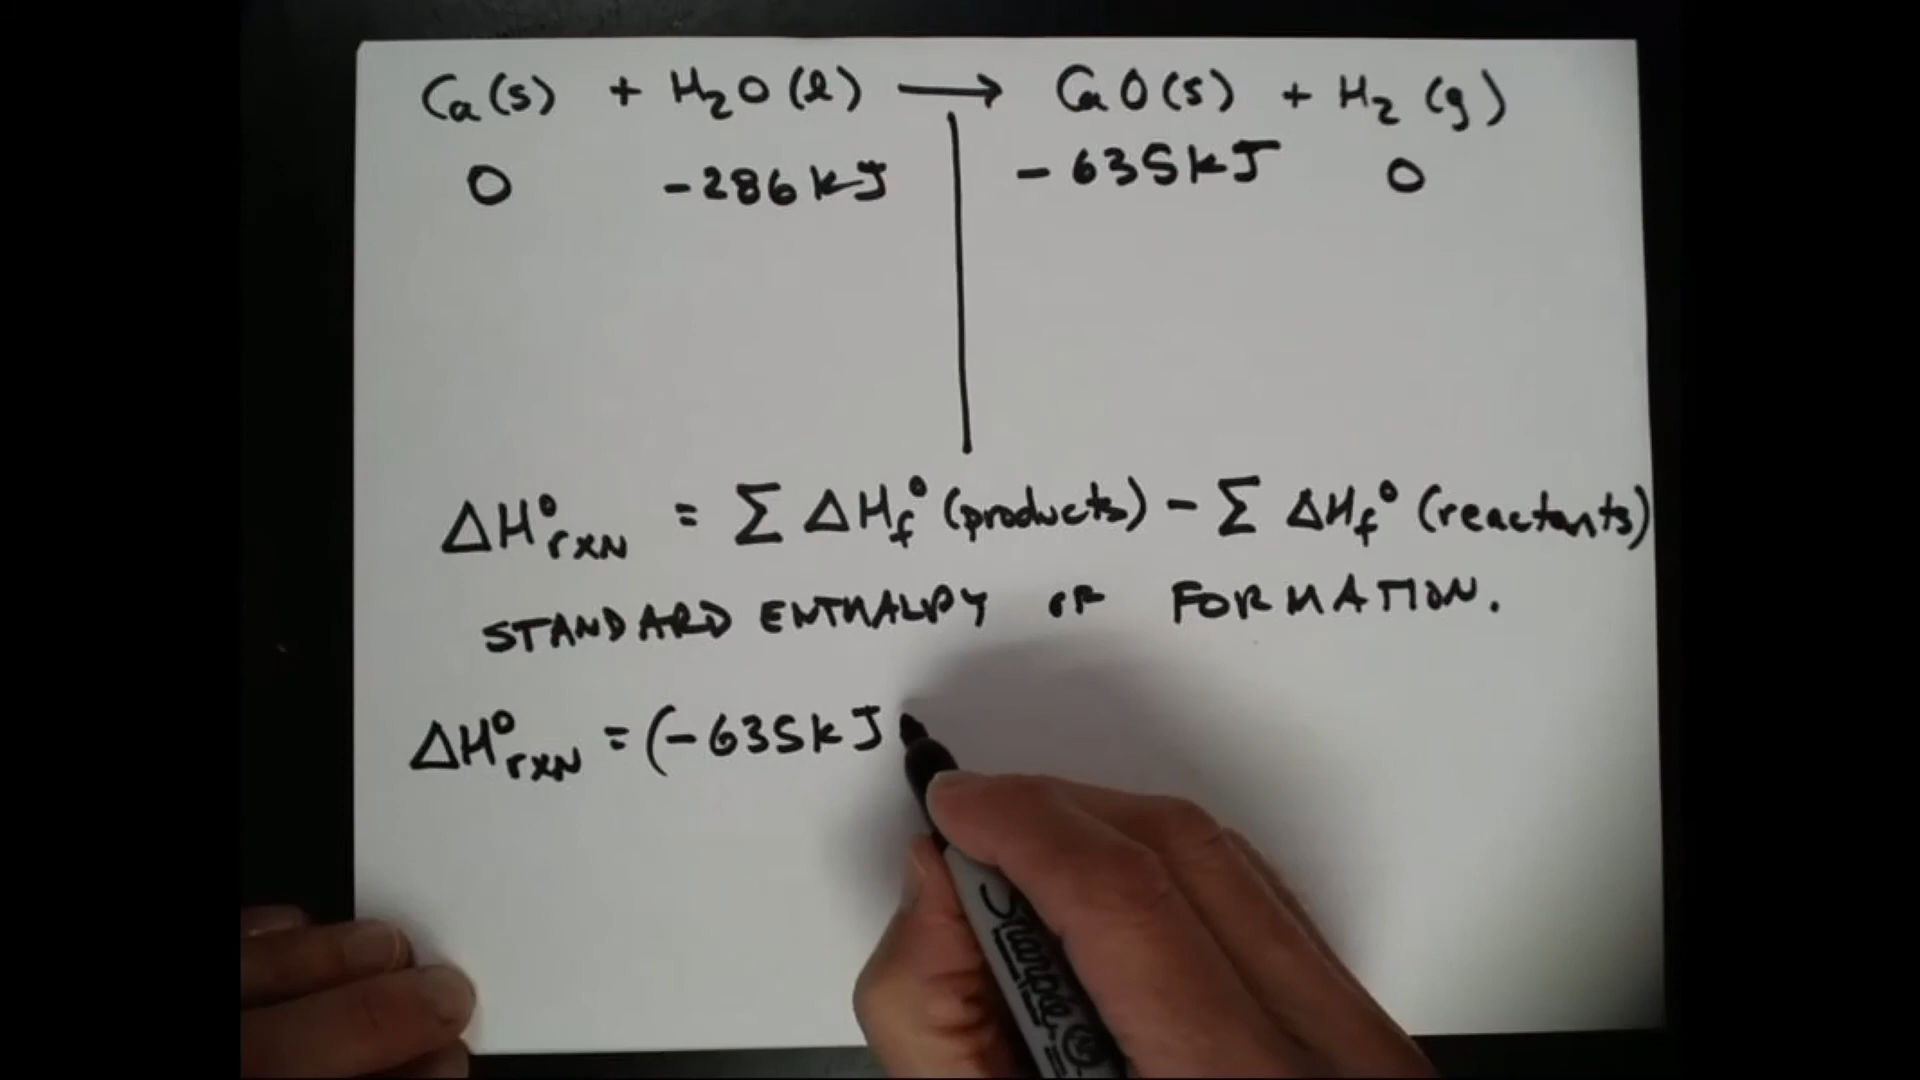 Ca(s) + H₂O(l) ⟶ CaO(s) + H₂(g)
0 -286kJ -635kJ 0
ΔH°rxn = Σ ΔHf°(products) - Σ ΔHf°(reactants)
STANDARD ENTHALPY OF FORMATION.
ΔH°rxn = (-635kJ
Sharpie